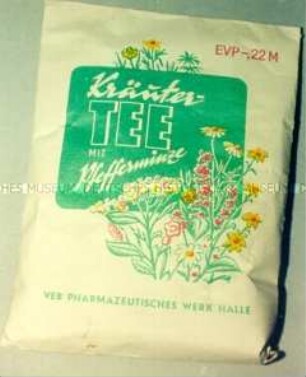 EVP -,22 M
Kräuter-
TEE
MIT
Pfefferminze
VEB PHARMAZEUTISCHES WERK HALLE